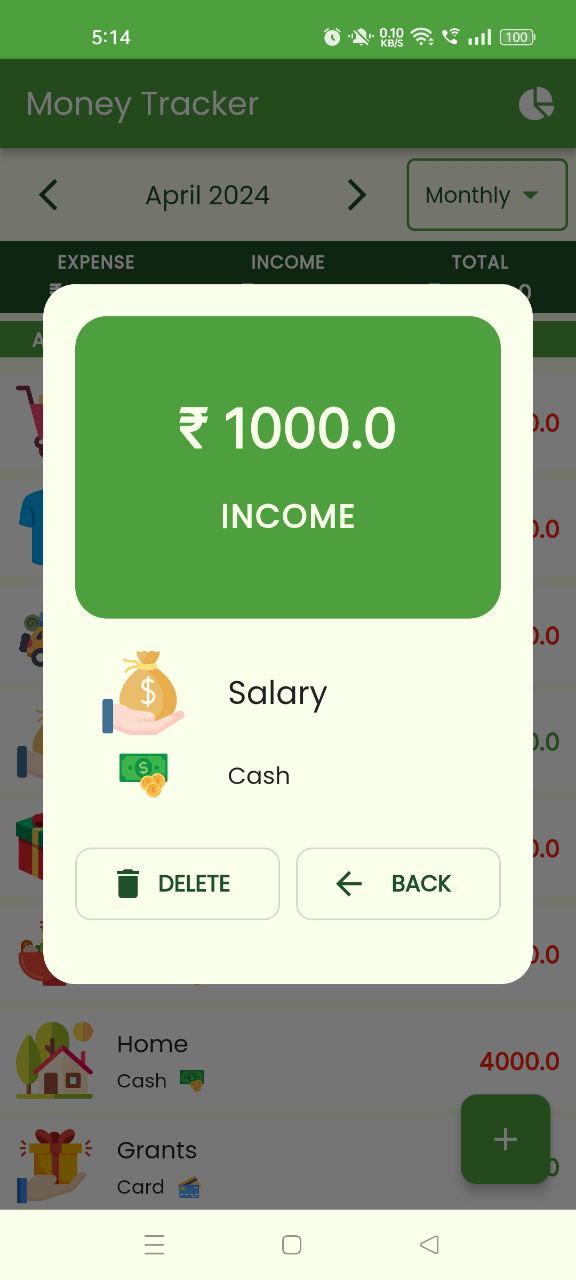 5:14 0.10 KB/S 100
Money Tracker
April 2024 Monthly
EXPENSE INCOME TOTAL
₹ 1000.0
INCOME
Salary
Cash
DELETE BACK
Home
Cash
4000.0
Grants
Card